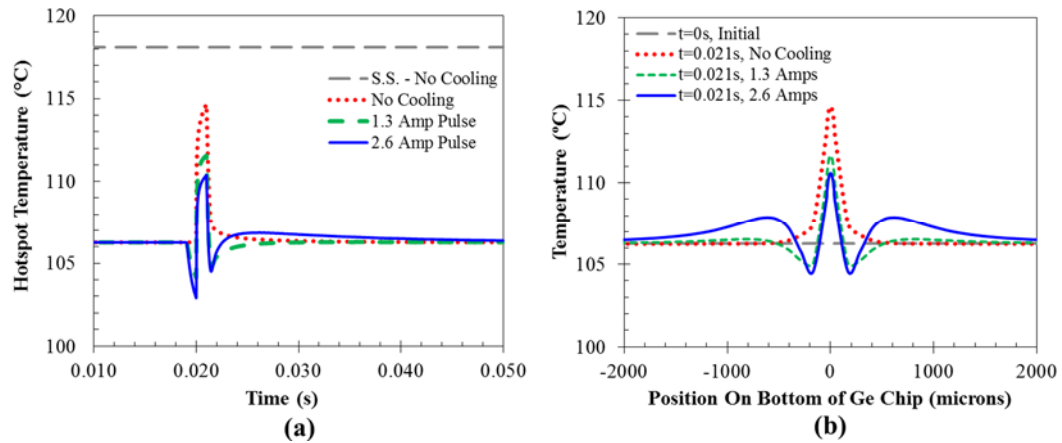 120
115
110
105
100
Hotspot Temperature (°C)
S.S. - No Cooling
No Cooling
1.3 Amp Pulse
2.6 Amp Pulse
0.010 0.020 0.030 0.040 0.050
Time (s)
(a)
120
115
110
105
100
Temperature (°C)
t=0s, Initial
t=0.021s, No Cooling
t=0.021s, 1.3 Amps
t=0.021s, 2.6 Amps
-2000 -1000 0 1000 2000
Position On Bottom of Ge Chip (microns)
(b)